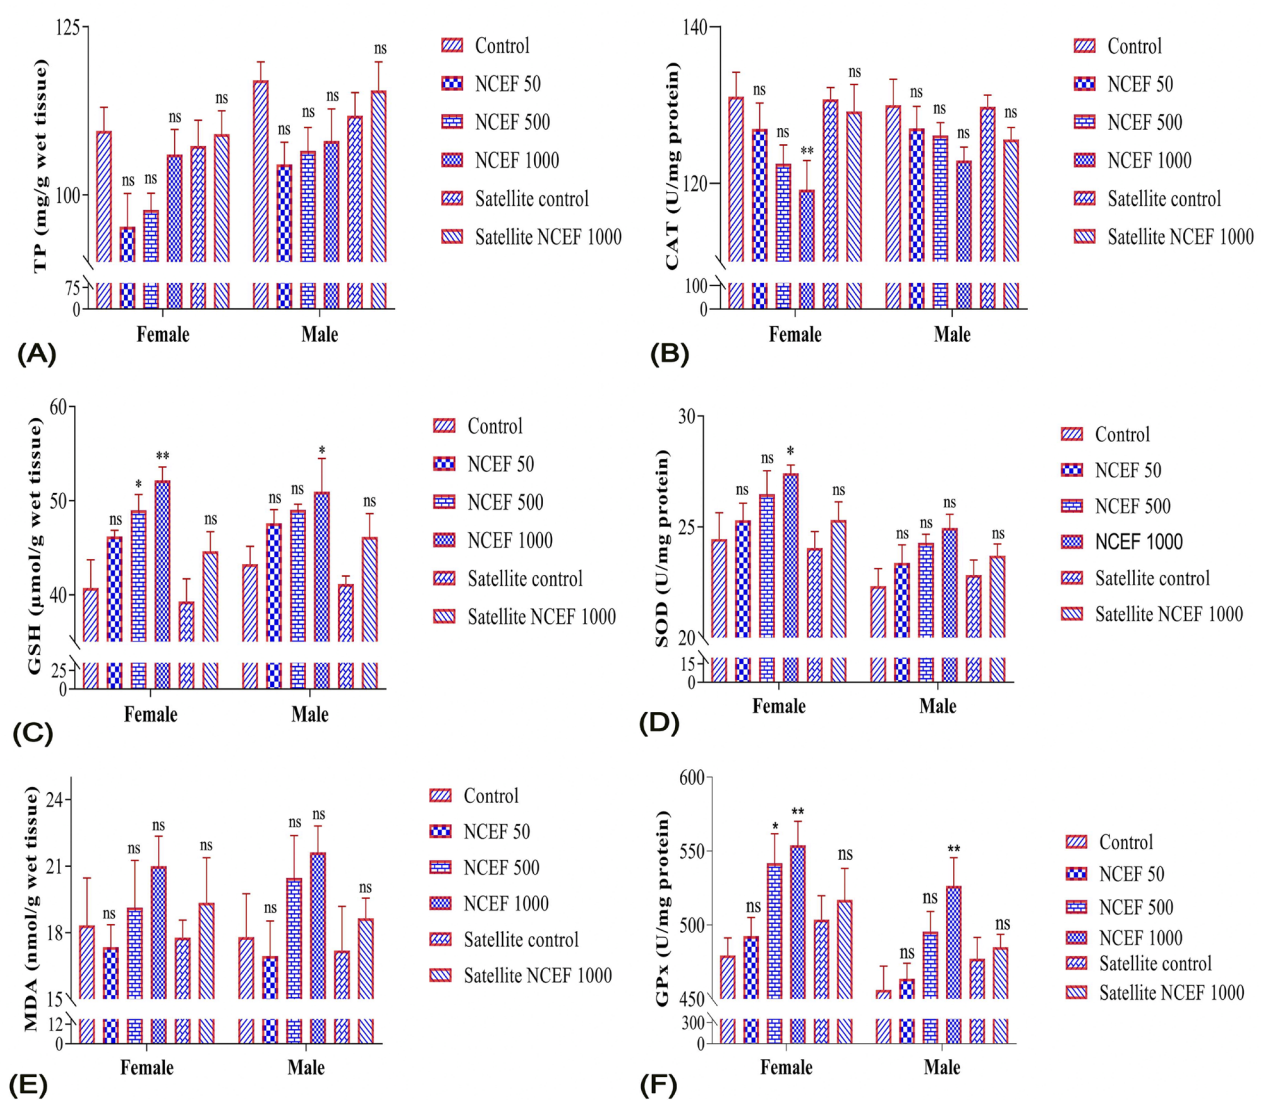 125
100
75
0
TP (mg/g wet tissue)
ns ns ns ns ns ns ns ns
Female Male
Control
NCEF 50
NCEF 500
NCEF 1000
Satellite control
Satellite NCEF 1000
(A)
140
120
100
0
CAT (U/mg protein)
ns ns ** ns ns ns ns ns
Female Male
Control
NCEF 50
NCEF 500
NCEF 1000
Satellite control
Satellite NCEF 1000
(B)
60
50
40
25
0
GSH (µmol/g wet tissue)
ns * ** ns ns ns * ns
Female Male
Control
NCEF 50
NCEF 500
NCEF 1000
Satellite control
Satellite NCEF 1000
(C)
30
25
20
15
0
SOD (U/mg protein)
ns ns * ns ns ns ns ns
Female Male
Control
NCEF 50
NCEF 500
NCEF 1000
Satellite control
Satellite NCEF 1000
(D)
24
21
18
15
12
0
MDA (nmol/g wet tissue)
ns ns ns ns ns ns ns ns
Female Male
Control
NCEF 50
NCEF 500
NCEF 1000
Satellite control
Satellite NCEF 1000
(E)
600
550
500
450
300
0
GPx (U/mg protein)
ns * ** ns ns ns ** ns
Female Male
Control
NCEF 50
NCEF 500
NCEF 1000
Satellite control
Satellite NCEF 1000
(F)